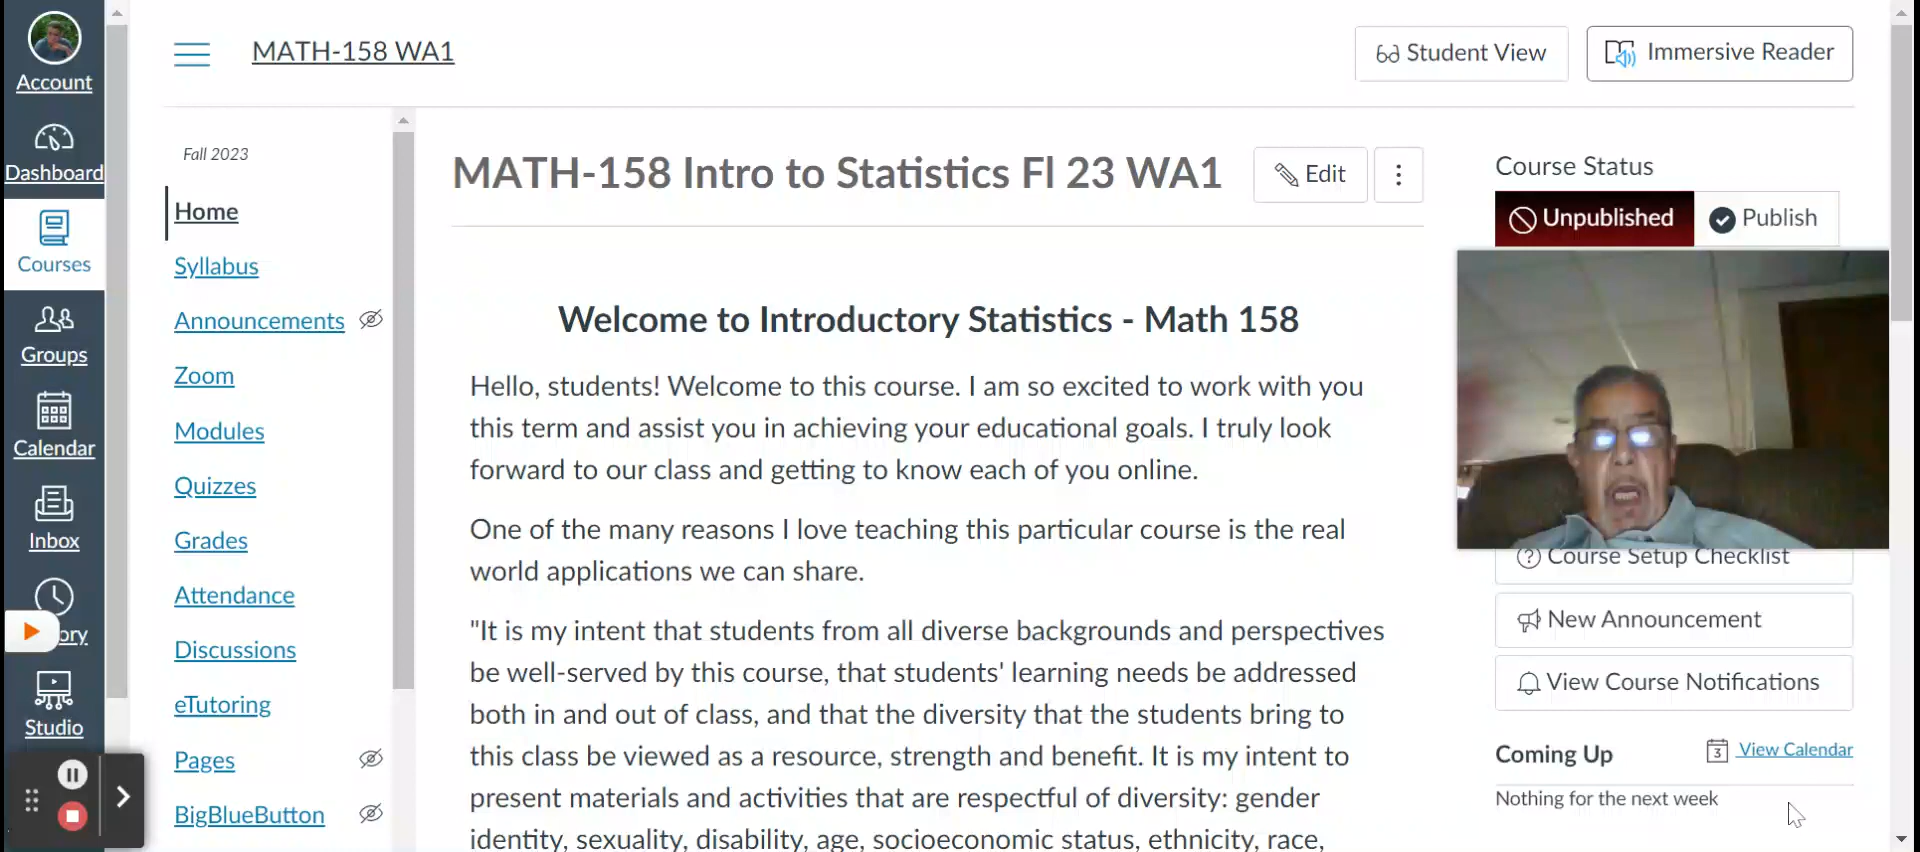 Account
Dashboard
Courses
Groups
Calendar
Inbox
ory
Studio
MATH-158 WA1
Student View
Immersive Reader
Fall 2023
Home
Syllabus
Announcements
Zoom
Modules
Quizzes
Grades
Attendance
Discussions
eTutoring
Pages
BigBlueButton
MATH-158 Intro to Statistics Fl 23 WA1
Edit
Welcome to Introductory Statistics - Math 158
Hello, students! Welcome to this course. I am so excited to work with you
this term and assist you in achieving your educational goals. I truly look
forward to our class and getting to know each of you online.
One of the many reasons I love teaching this particular course is the real
world applications we can share.
"It is my intent that students from all diverse backgrounds and perspectives
be well-served by this course, that students' learning needs be addressed
both in and out of class, and that the diversity that the students bring to
this class be viewed as a resource, strength and benefit. It is my intent to
present materials and activities that are respectful of diversity: gender
identity, sexuality, disability, age, socioeconomic status, ethnicity, race,
Course Status
Unpublished
Publish
Course Setup Checklist
New Announcement
View Course Notifications
Coming Up
3
View Calendar
Nothing for the next week